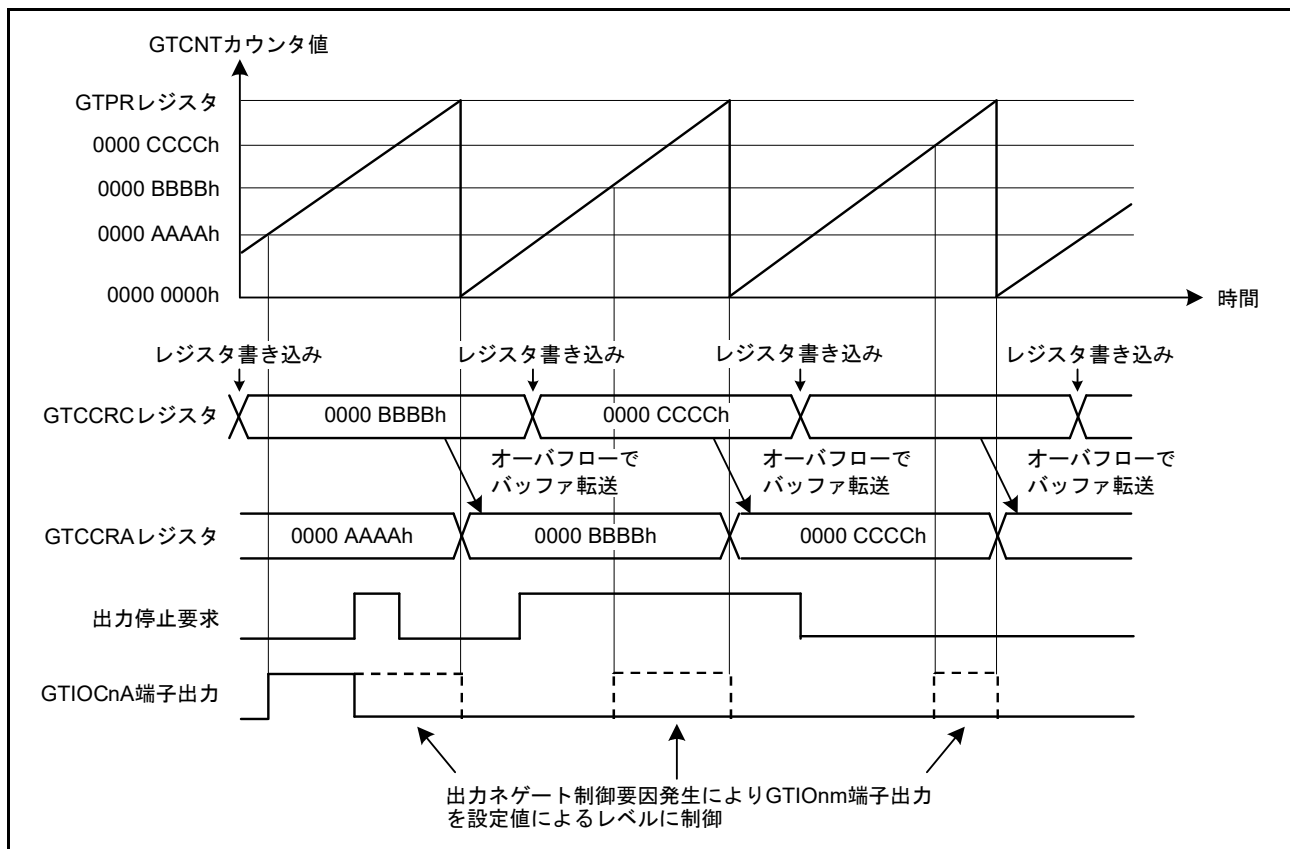 GTCNTカウンタ値
GTPRレジスタ
0000 CCCCh
0000 BBBBh
0000 AAAAh
0000 0000h
時間
レジスタ書き込み
レジスタ書き込み
レジスタ書き込み
レジスタ書き込み
GTCCRCレジスタ
0000 BBBBh
0000 CCCCh
オーバフローで
バッファ転送
オーバフローで
バッファ転送
オーバフローで
バッファ転送
GTCCRAレジスタ
0000 AAAAh
0000 BBBBh
0000 CCCCh
出力停止要求
GTIOCnA端子出力
出力ネゲート制御要因発生によりGTIOnm端子出力
を設定値によるレベルに制御